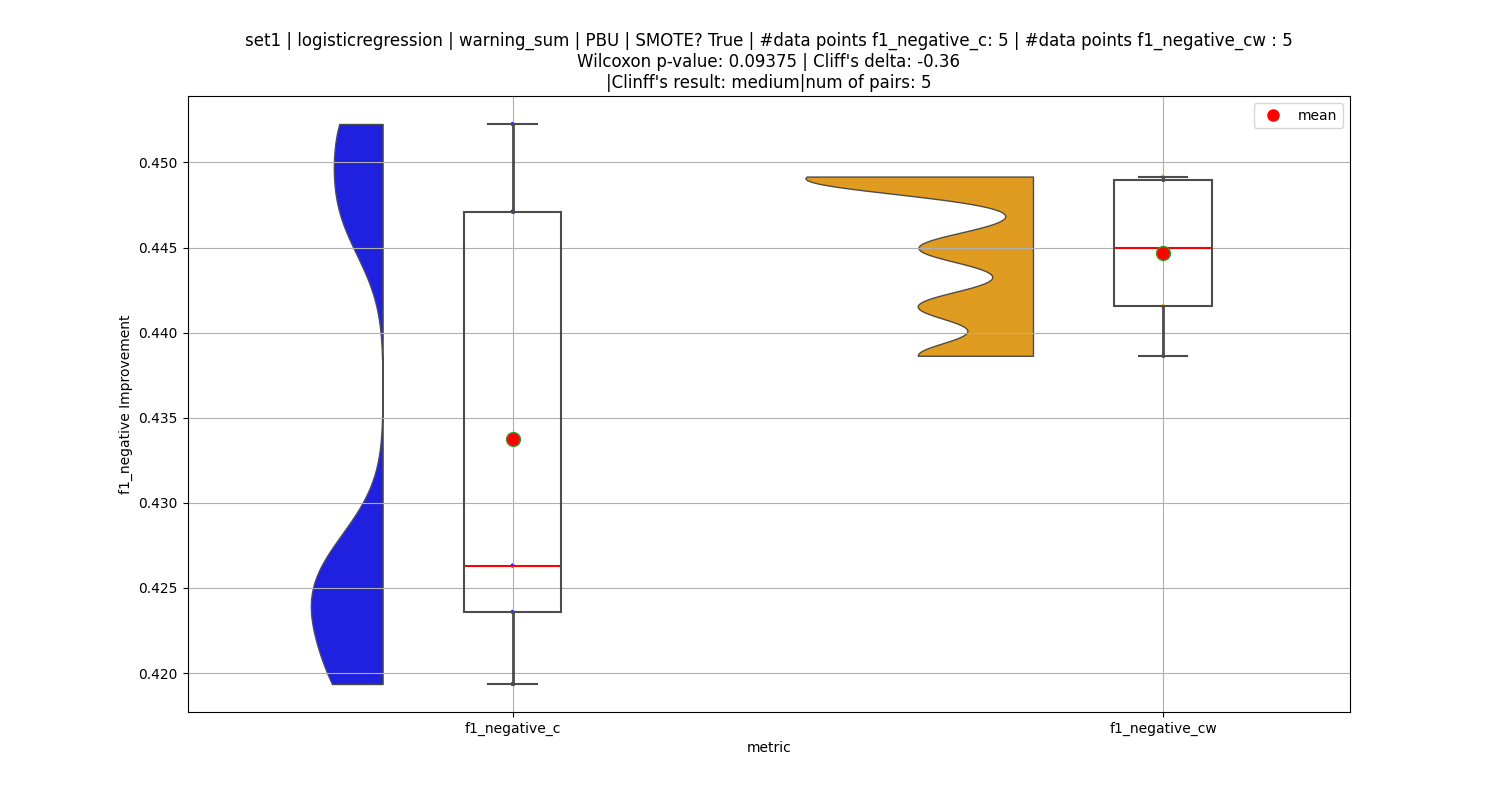 set1 | logisticregression | warning_sum | PBU | SMOTE? True | #data points f1_negative_c: 5 | #data points f1_negative_cw : 5
Wilcoxon p-value: 0.09375 | Cliff's delta: -0.36
|Clinff's result: medium|num of pairs: 5
mean
0.450
0.445
0.440
0.435
0.430
0.425
0.420
f1_negative Improvement
f1_negative_c
f1_negative_cw
metric